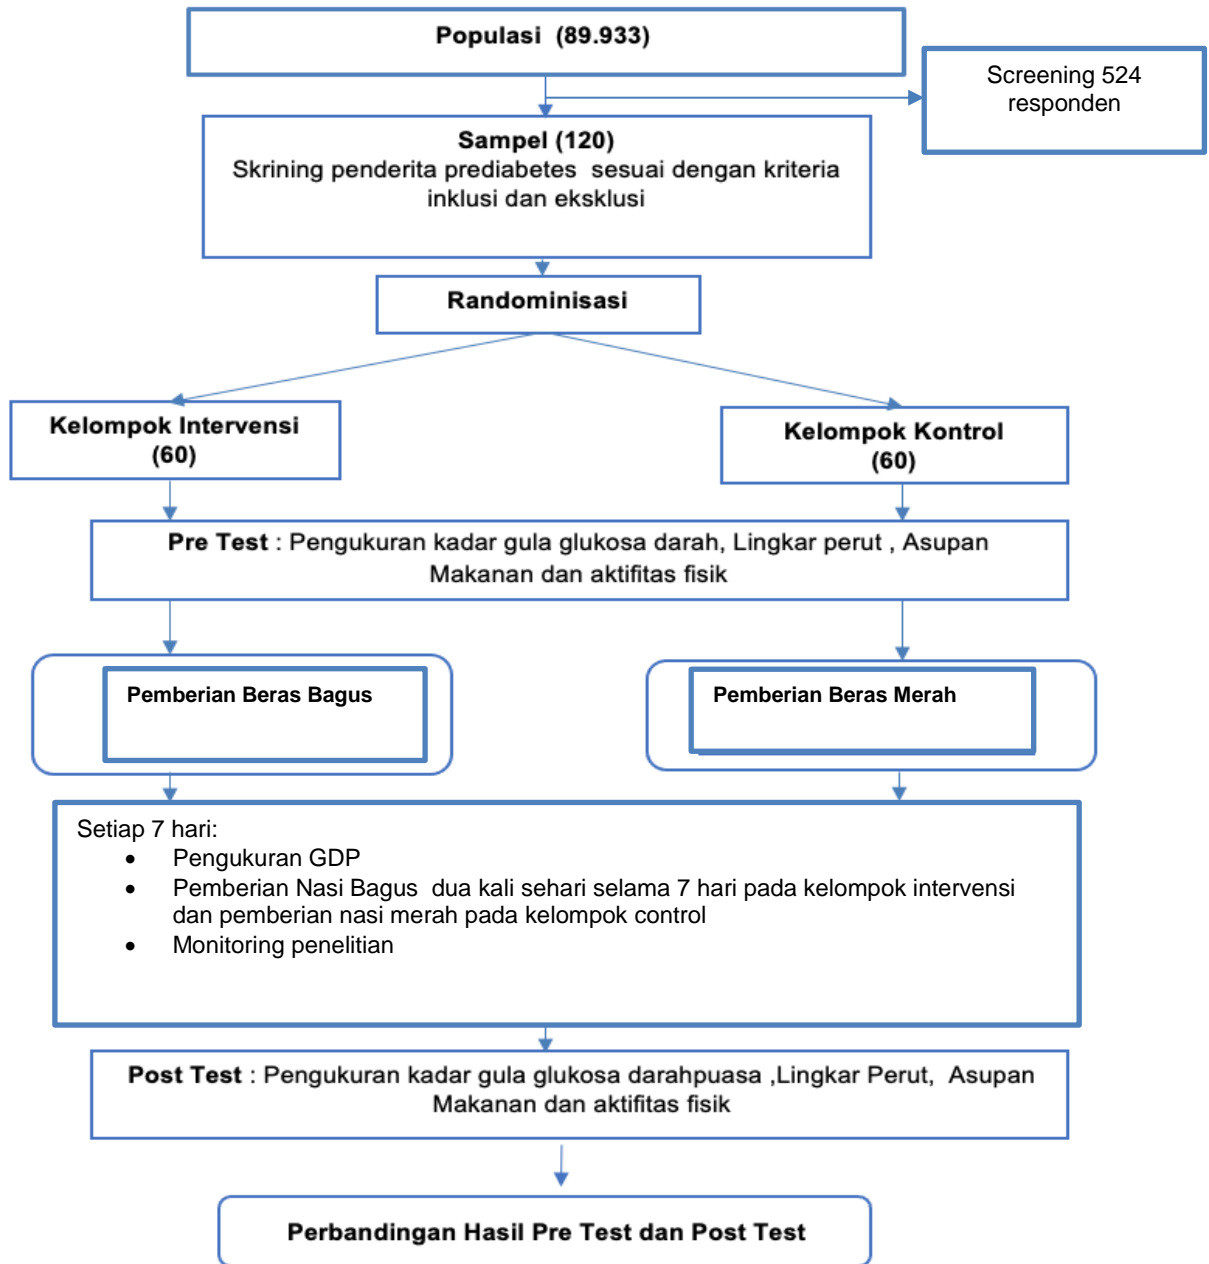 Populasi  (89.933)
Screening 524
responden
Sampel (120)
Skrining penderita prediabetes  sesuai dengan kriteria
inklusi dan eksklusi
Randominisasi
Kelompok Intervensi
(60)
Kelompok Kontrol
(60)
Pre Test : Pengukuran kadar gula glukosa darah, Lingkar perut , Asupan
Makanan dan aktifitas fisik
Pemberian Beras Bagus
Pemberian Beras Merah
Setiap 7 hari:
• Pengukuran GDP
• Pemberian Nasi Bagus  dua kali sehari selama 7 hari pada kelompok intervensi
dan pemberian nasi merah pada kelompok control
• Monitoring penelitian
Post Test : Pengukuran kadar gula glukosa darahpuasa ,Lingkar Perut,  Asupan
Makanan dan aktifitas fisik
Perbandingan Hasil Pre Test dan Post Test